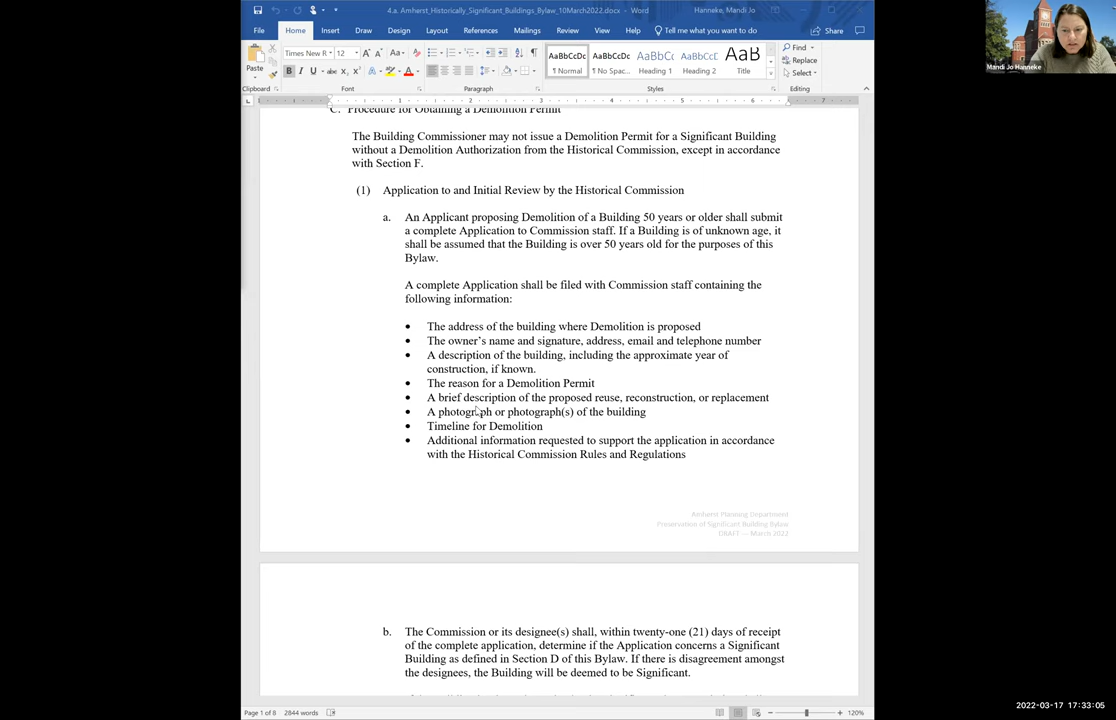 4.a. Amherst_Historically_Significant_Buildings_Bylaw_10March2022.docx - Word
Hanneke, Mandi Jo
File Home Insert Draw Design Layout References Mailings Review View Help Tell me what you want to do Share
Paste
Times New R 12
Aa
B I U abc X₂ X²
AaBbCcDc AaBbCcDc AaBbCc AaBbCcD AaB
¶ Normal ¶ No Spac... Heading 1 Heading 2 Title
Find
Replace
Select
Clipboard Font Paragraph Styles Editing
Mandi Jo Hanneke
C. Procedure for Obtaining a Demolition Permit
The Building Commissioner may not issue a Demolition Permit for a Significant Building
without a Demolition Authorization from the Historical Commission, except in accordance
with Section F.
(1) Application to and Initial Review by the Historical Commission
a. An Applicant proposing Demolition of a Building 50 years or older shall submit
a complete Application to Commission staff. If a Building is of unknown age, it
shall be assumed that the Building is over 50 years old for the purposes of this
Bylaw.
A complete Application shall be filed with Commission staff containing the
following information:
• The address of the building where Demolition is proposed
• The owner's name and signature, address, email and telephone number
• A description of the building, including the approximate year of
construction, if known.
• The reason for a Demolition Permit
• A brief description of the proposed reuse, reconstruction, or replacement
• A photograph or photograph(s) of the building
• Timeline for Demolition
• Additional information requested to support the application in accordance
with the Historical Commission Rules and Regulations
Amherst Planning Department
Preservation of Significant Building Bylaw
DRAFT — March 2022
b. The Commission or its designee(s) shall, within twenty-one (21) days of receipt
of the complete application, determine if the Application concerns a Significant
Building as defined in Section D of this Bylaw. If there is disagreement amongst
the designees, the Building will be deemed to be Significant.
Page 1 of 8 2844 words
120%
2022-03-17 17:33:05